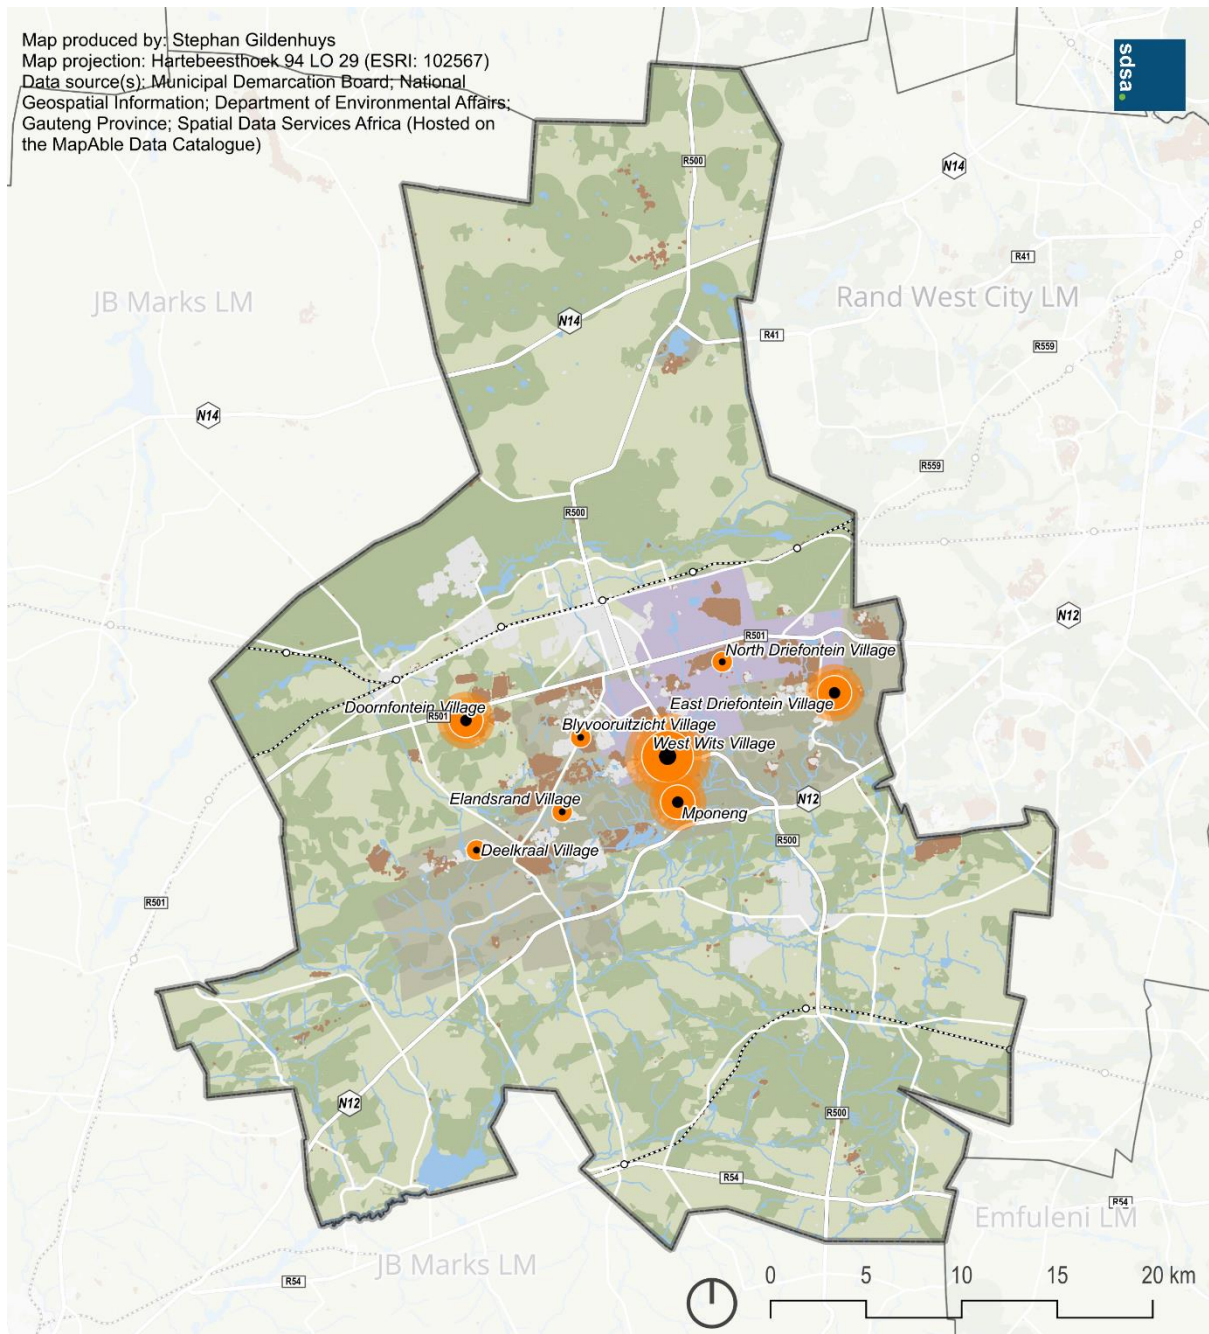 Map produced by: Stephan Gildenhuys
Map projection: Hartebeesthoek 94 LO 29 (ESRI: 102567)
Data source(s): Municipal Demarcation Board; National
Geospatial Information; Department of Environmental Affairs;
Gauteng Province; Spatial Data Services Africa (Hosted on
the MapAble Data Catalogue)
sdsa.
R500
N14
R41
JB Marks LM
Rand West City LM
N14
R41
R559
N14
R559
R500
N12
R501
North Driefontein Village
East Driefontein Village
Doornfontein Village
R501
Blyvooruitzicht Village
West Wits Village
Elandsrand Village
N12
Mponeng
R500
Deelkraal Village
R501
N12
R500
R54
R54
Emfuleni LM
JB Marks LM
R54
0 5 10 15 20 km